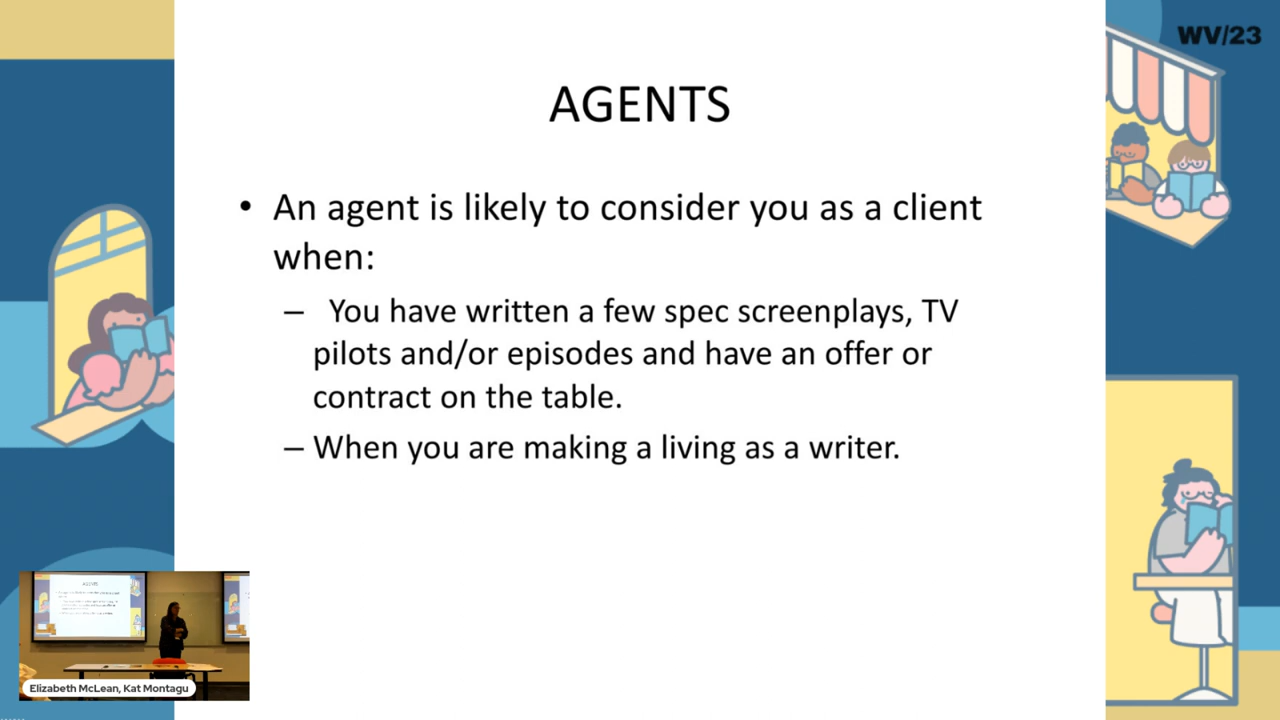 WV/23
AGENTS
• An agent is likely to consider you as a client
when:
– You have written a few spec screenplays, TV
pilots and/or episodes and have an offer or
contract on the table.
– When you are making a living as a writer.
AGENTS
Elizabeth McLean, Kat Montagu